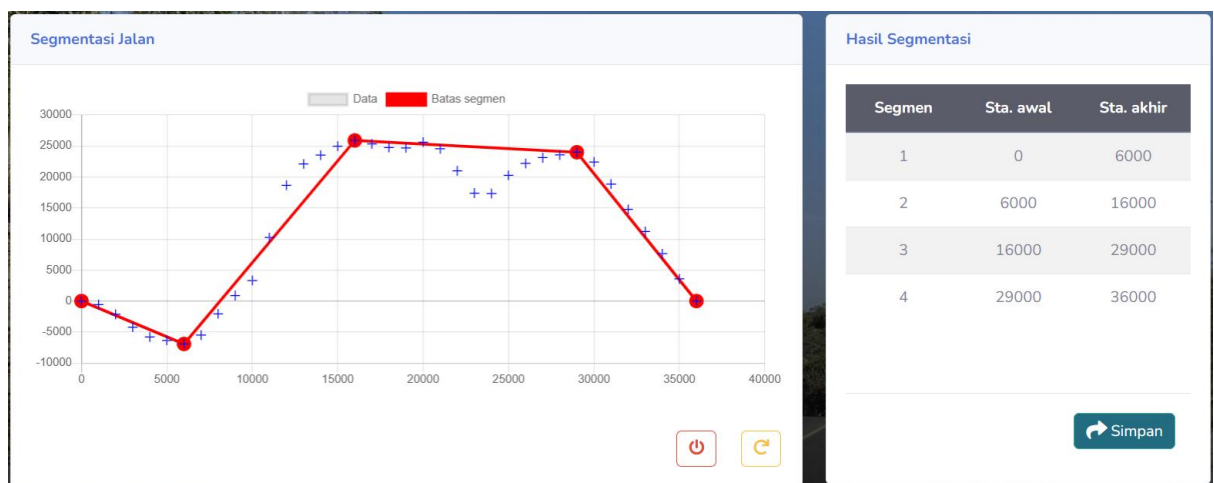 Segmentasi Jalan
Data Batas segmen
30000
25000
20000
15000
10000
5000
0
-5000
-10000
0 5000 10000 15000 20000 25000 30000 35000 40000
Hasil Segmentasi
Segmen Sta. awal Sta. akhir
1 0 6000
2 6000 16000
3 16000 29000
4 29000 36000
Simpan